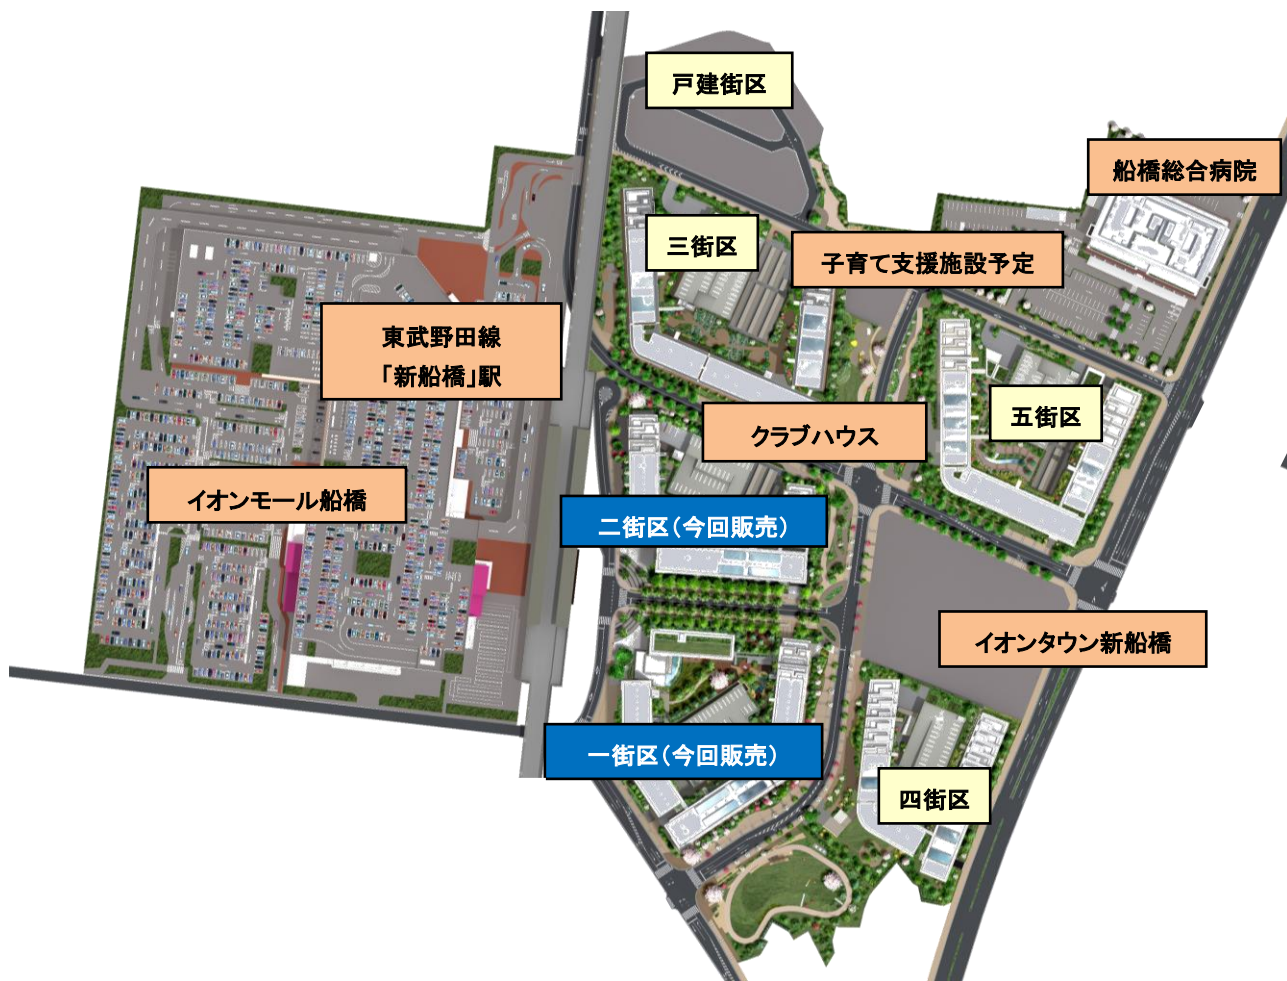 戸建街区
船橋総合病院
三街区
子育て支援施設予定
東武野田線
「新船橋」駅
五街区
クラブハウス
イオンモール船橋
二街区(今回販売)
イオンタウン新船橋
一街区(今回販売)
四街区